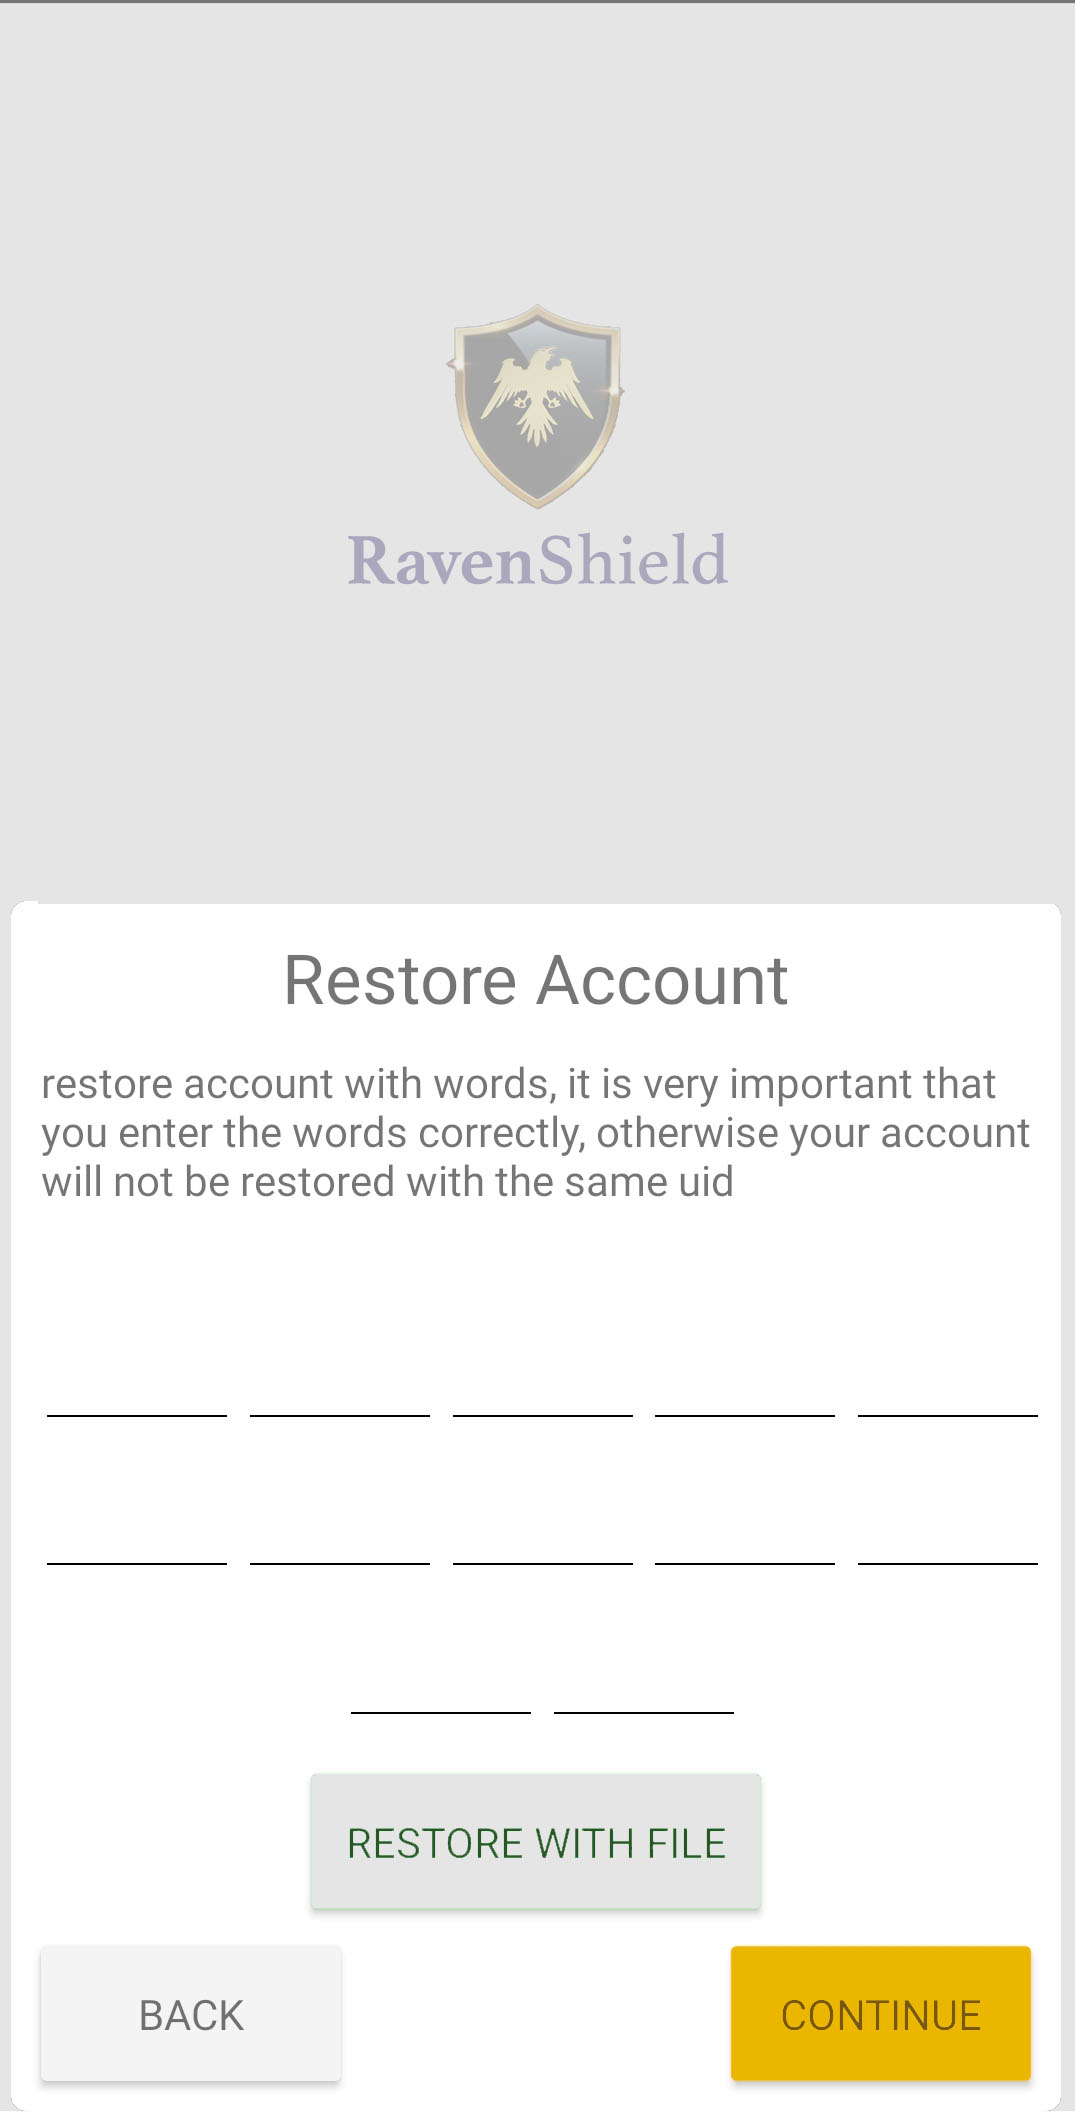 RavenShield
Restore Account
restore account with words, it is very important that
you enter the words correctly, otherwise your account
will not be restored with the same uid
RESTORE WITH FILE
BACK
CONTINUE